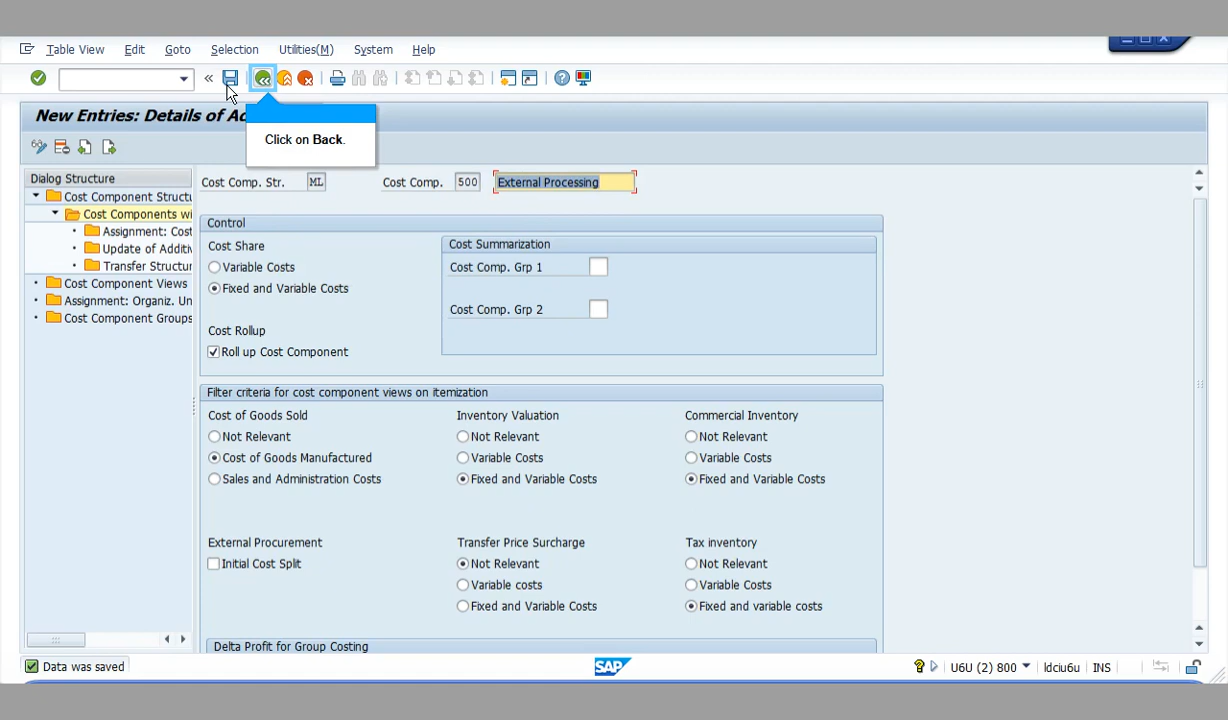 Table View Edit Goto Selection Utilities(M) System Help
New Entries: Details of Ad
Click on Back.
Dialog Structure
Cost Component Structu
Cost Components wi
Assignment: Cost
Update of Additiv
Transfer Structur
Cost Component Views
Assignment: Organiz. Un
Cost Component Groups
Cost Comp. Str. ML Cost Comp. 500 External Processing
Control
Cost Share
Variable Costs
Fixed and Variable Costs
Cost Rollup
Roll up Cost Component
Cost Summarization
Cost Comp. Grp 1
Cost Comp. Grp 2
Filter criteria for cost component views on itemization
Cost of Goods Sold
Not Relevant
Cost of Goods Manufactured
Sales and Administration Costs
Inventory Valuation
Not Relevant
Variable Costs
Fixed and Variable Costs
Commercial Inventory
Not Relevant
Variable Costs
Fixed and Variable Costs
External Procurement
Initial Cost Split
Transfer Price Surcharge
Not Relevant
Variable costs
Fixed and Variable Costs
Tax inventory
Not Relevant
Variable Costs
Fixed and variable costs
Delta Profit for Group Costing
Data was saved
SAP
U6U (2) 800 ldciu6u INS